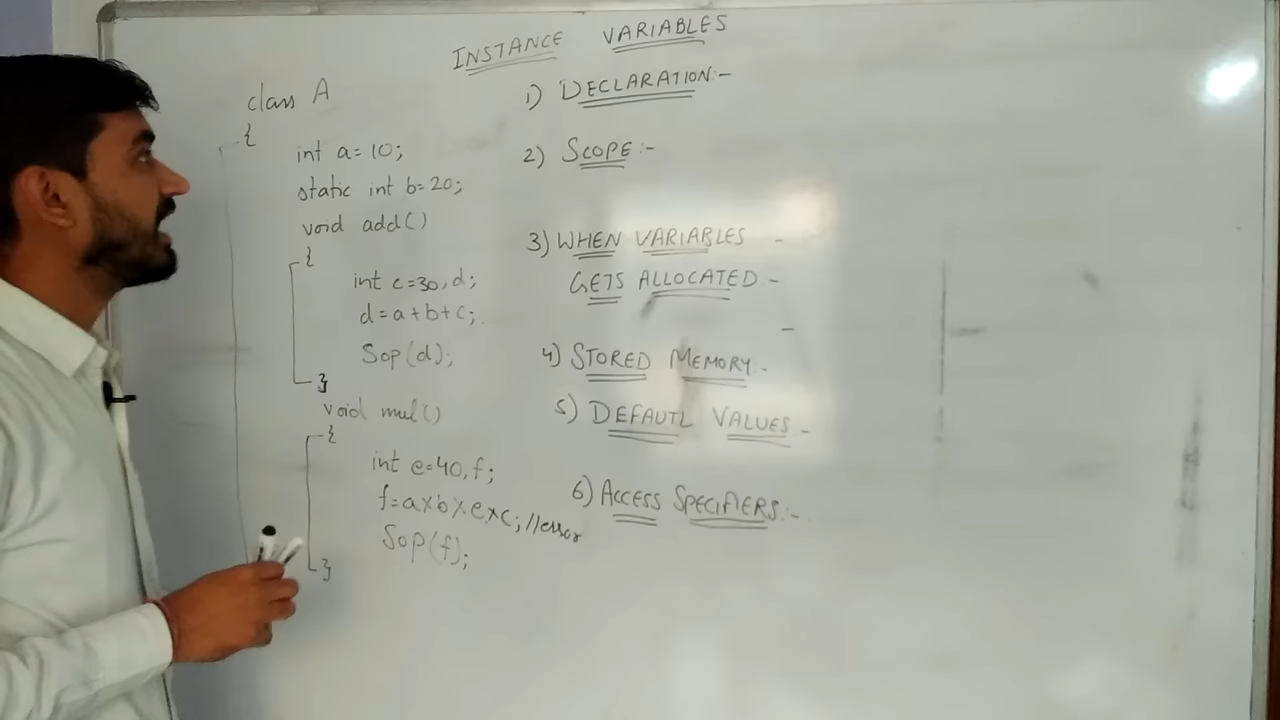 INSTANCE VARIABLES
class A
{
int a=10;
static int b=20;
void add()
{
int c=30,d;
d=a+b+c;
Sop(d);
}
void mul()
{
int e=40,f;
f=a×b×e×c; //error
Sop(f);
}
1) DECLARATION:-
2) SCOPE:-
3) WHEN VARIABLES -
GETS ALLOCATED -
-
4) STORED MEMORY:-
5) DEFAUTL VALUES -
6) ACCESS SPECIFIERS:-